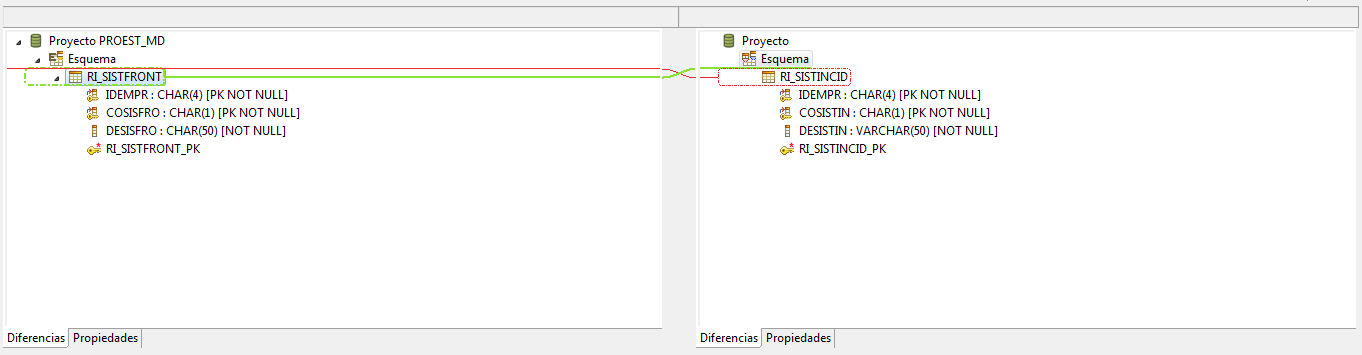 Proyecto PROEST_MD
Esquema
RI_SISTFRONT
IDEMPR : CHAR(4) [PK NOT NULL]
COSISFRO : CHAR(1) [PK NOT NULL]
DESISFRO : CHAR(50) [NOT NULL]
RI_SISTFRONT_PK
Diferencias Propiedades
Proyecto
Esquema
RI_SISTINCID
IDEMPR : CHAR(4) [PK NOT NULL]
COSISTIN : CHAR(1) [PK NOT NULL]
DESISTIN : VARCHAR(50) [NOT NULL]
RI_SISTINCID_PK
Diferencias Propiedades